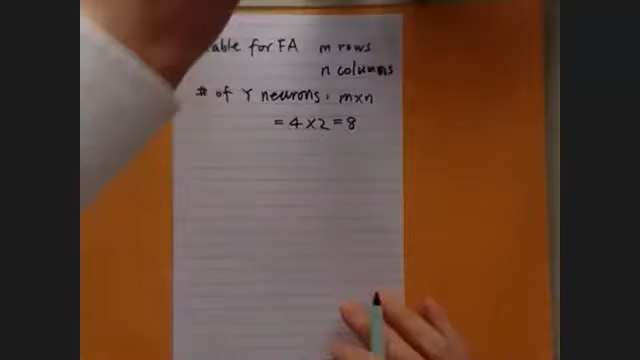 able for FA m rows
n columns
# of Y neurons: m×n
= 4×2 = 8